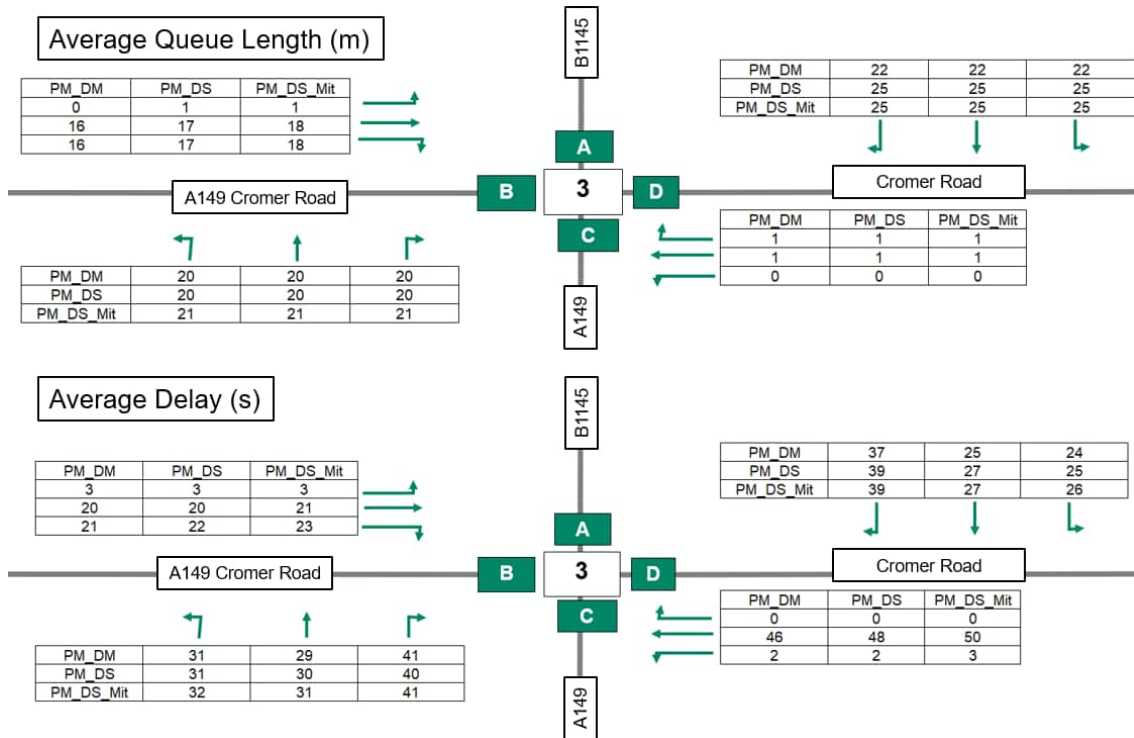 Average Queue Length (m)
B1145
PM_DM PM_DS PM_DS_Mit
0 1 1
16 17 18
16 17 18
PM_DM 22 22 22
PM_DS 25 25 25
PM_DS_Mit 25 25 25
A
B
3
D
C
A149 Cromer Road
Cromer Road
PM_DM 20 20 20
PM_DS 20 20 20
PM_DS_Mit 21 21 21
PM_DM PM_DS PM_DS_Mit
1 1 1
1 1 1
0 0 0
A149
Average Delay (s)
B1145
PM_DM PM_DS PM_DS_Mit
3 3 3
20 20 21
21 22 23
PM_DM 37 25 24
PM_DS 39 27 25
PM_DS_Mit 39 27 26
A
B
3
D
C
A149 Cromer Road
Cromer Road
PM_DM 31 29 41
PM_DS 31 30 40
PM_DS_Mit 32 31 41
PM_DM PM_DS PM_DS_Mit
0 0 0
46 48 50
2 2 3
A149